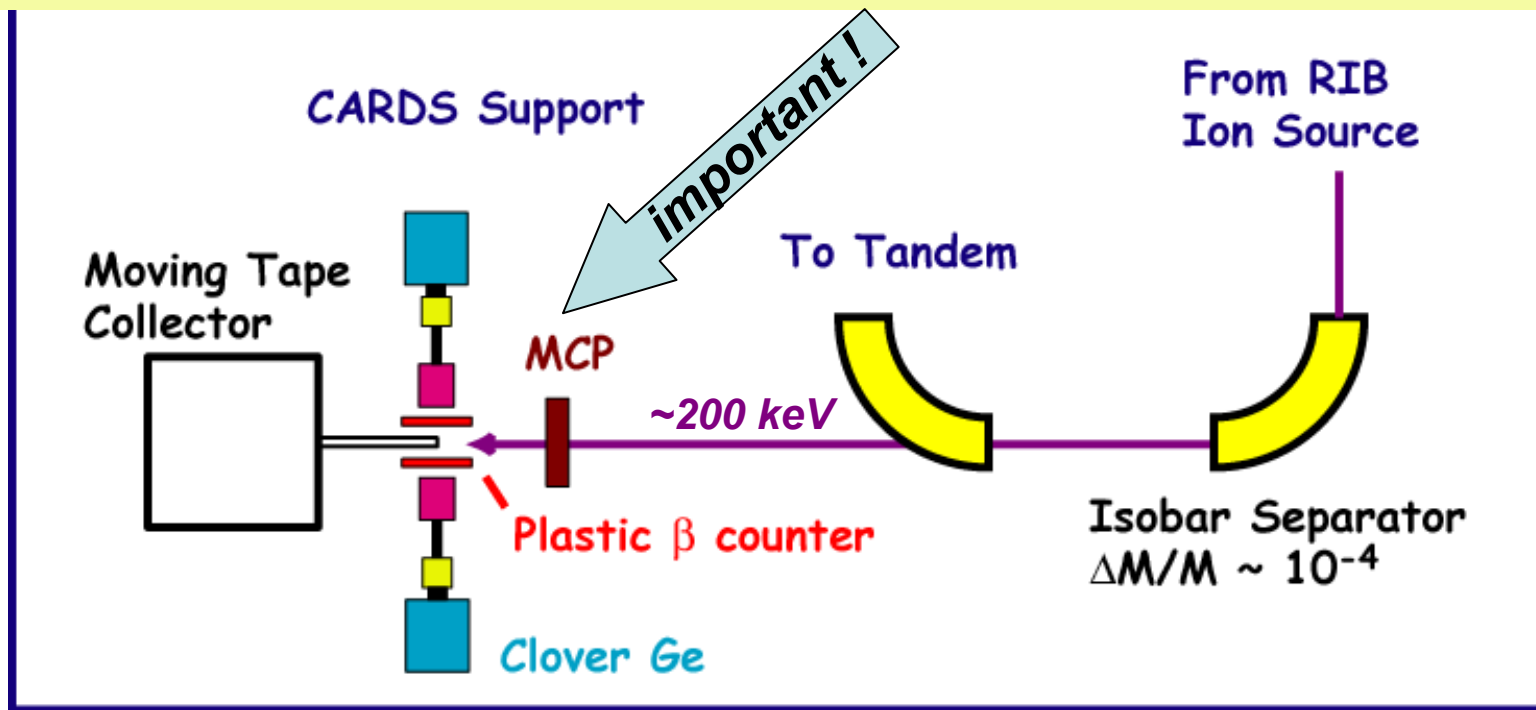 CARDS Support
important !
From RIB
Ion Source
To Tandem
Moving Tape
Collector
MCP
~200 keV
Plastic β counter
Isobar Separator
ΔM/M ~ 10⁻⁴
Clover Ge